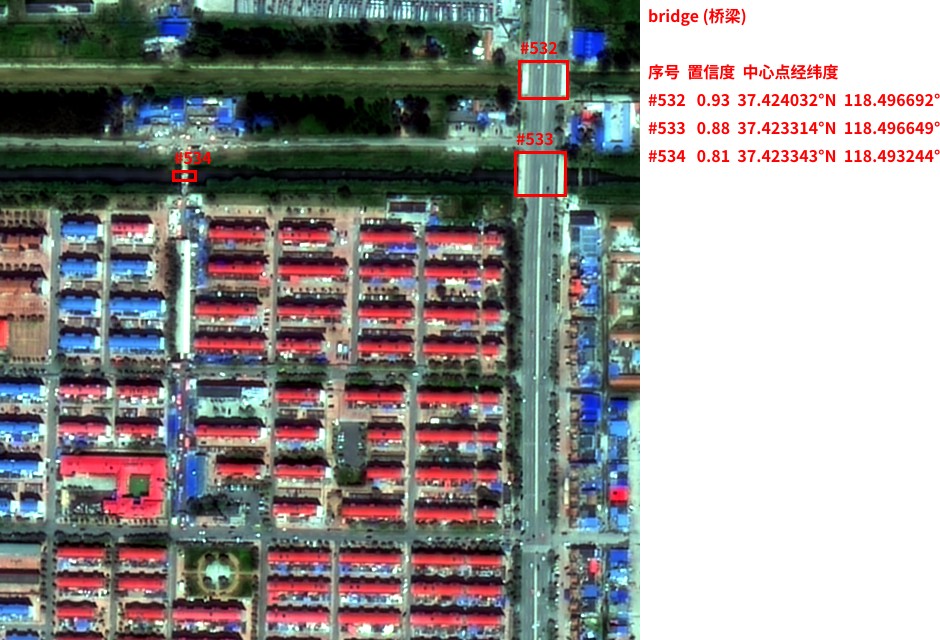 bridge (桥梁)
序号 置信度 中心点经纬度
#532 0.93 37.424032°N 118.496692°
#533 0.88 37.423314°N 118.496649°
#534 0.81 37.423343°N 118.493244°
#532
#533
#534